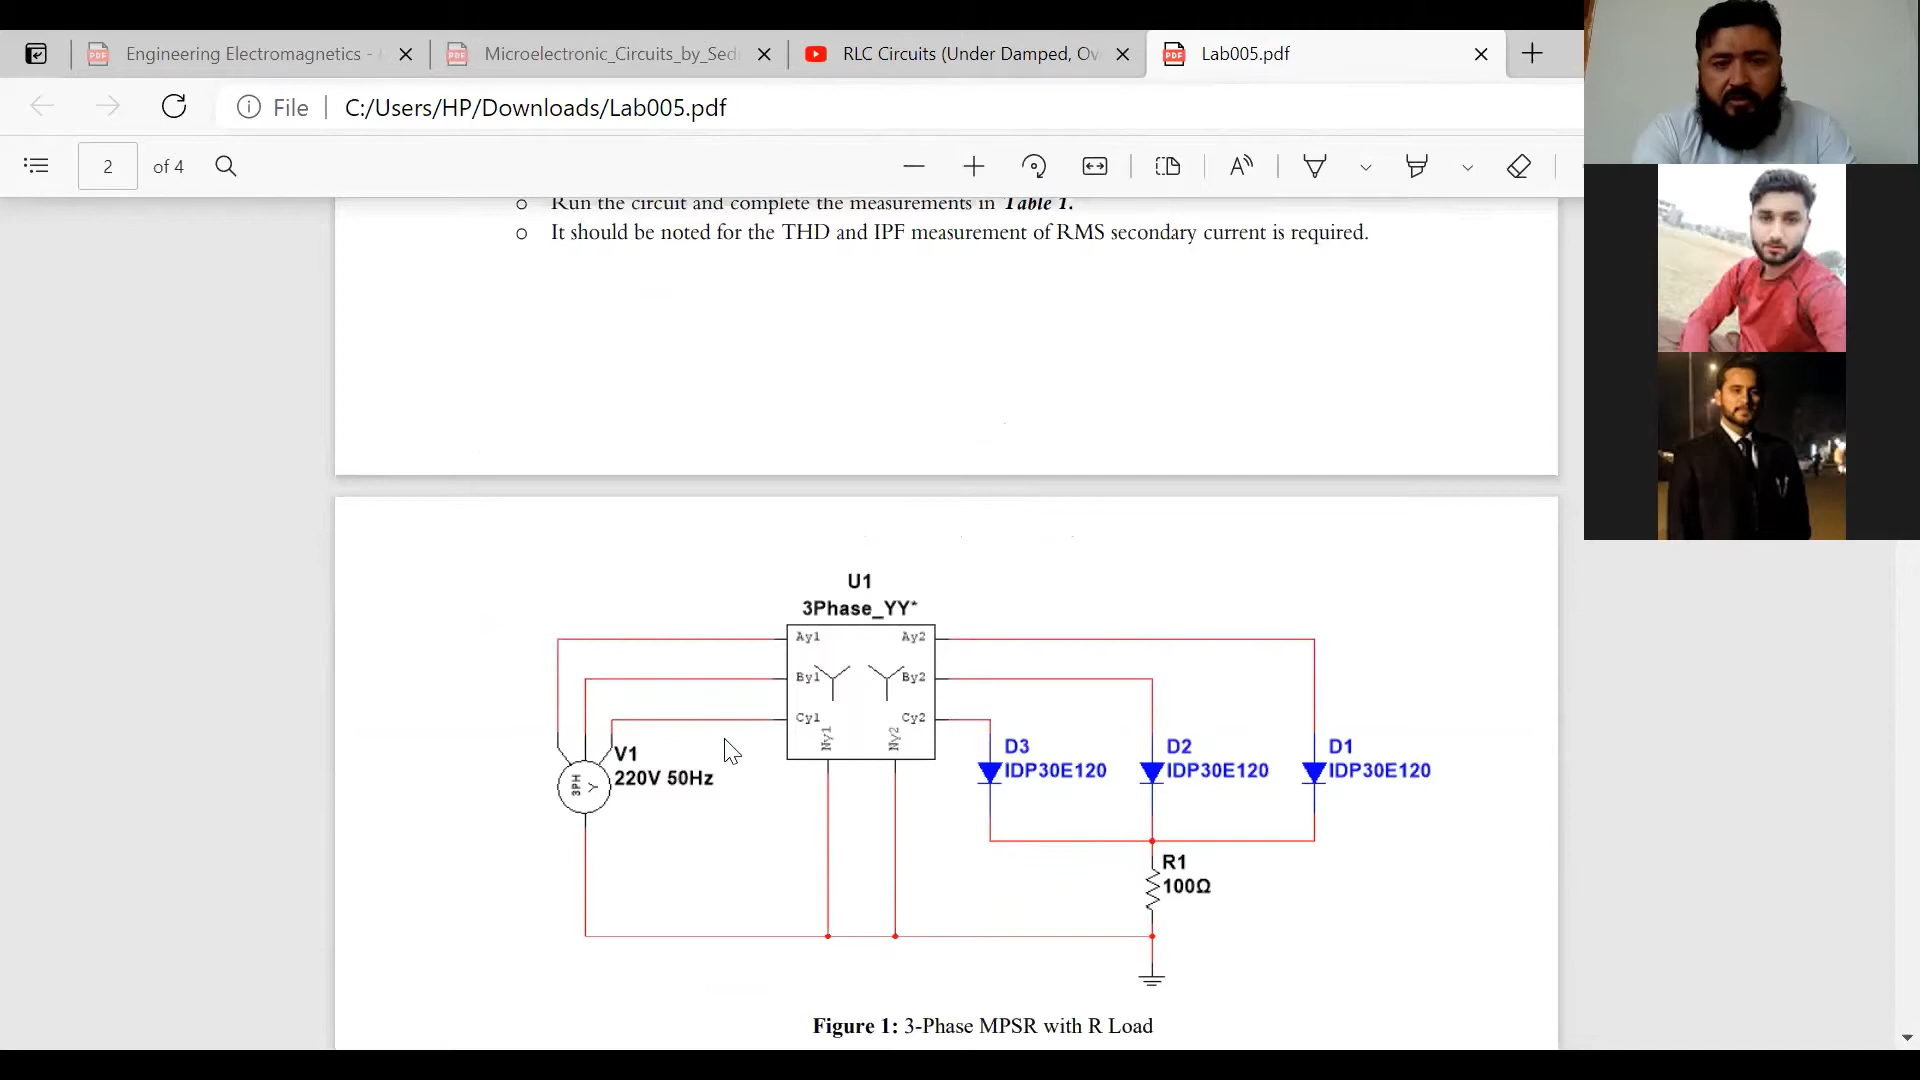 Engineering Electromagnetics -
Microelectronic_Circuits_by_Sed
RLC Circuits (Under Damped, Ov
Lab005.pdf
File
C:/Users/HP/Downloads/Lab005.pdf
2 of 4
o Run the circuit and complete the measurements in Table 1.
o It should be noted for the THD and IPF measurement of RMS secondary current is required.
U1
3Phase_YY*
Ay1 Ay2
By1 By2
Cy1 Cy2
Ny1 Ny2
V1
220V 50Hz
3PH Y
D3
IDP30E120
D2
IDP30E120
D1
IDP30E120
R1
100Ω
Figure 1: 3-Phase MPSR with R Load